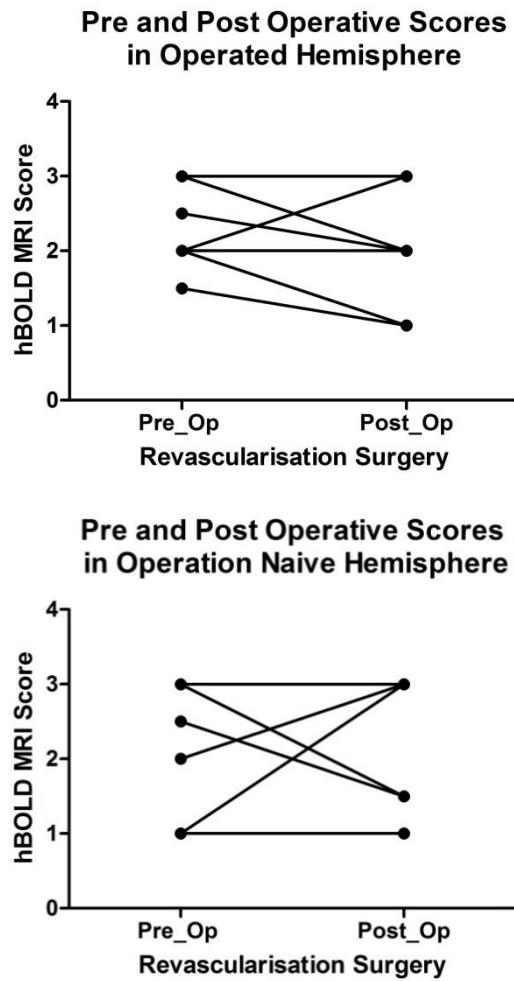 Pre and Post Operative Scores
in Operated Hemisphere
hBOLD MRI Score
4
3
2
1
0
Pre_Op
Post_Op
Revascularisation Surgery
Pre and Post Operative Scores
in Operation Naive Hemisphere
hBOLD MRI Score
4
3
2
1
0
Pre_Op
Post_Op
Revascularisation Surgery